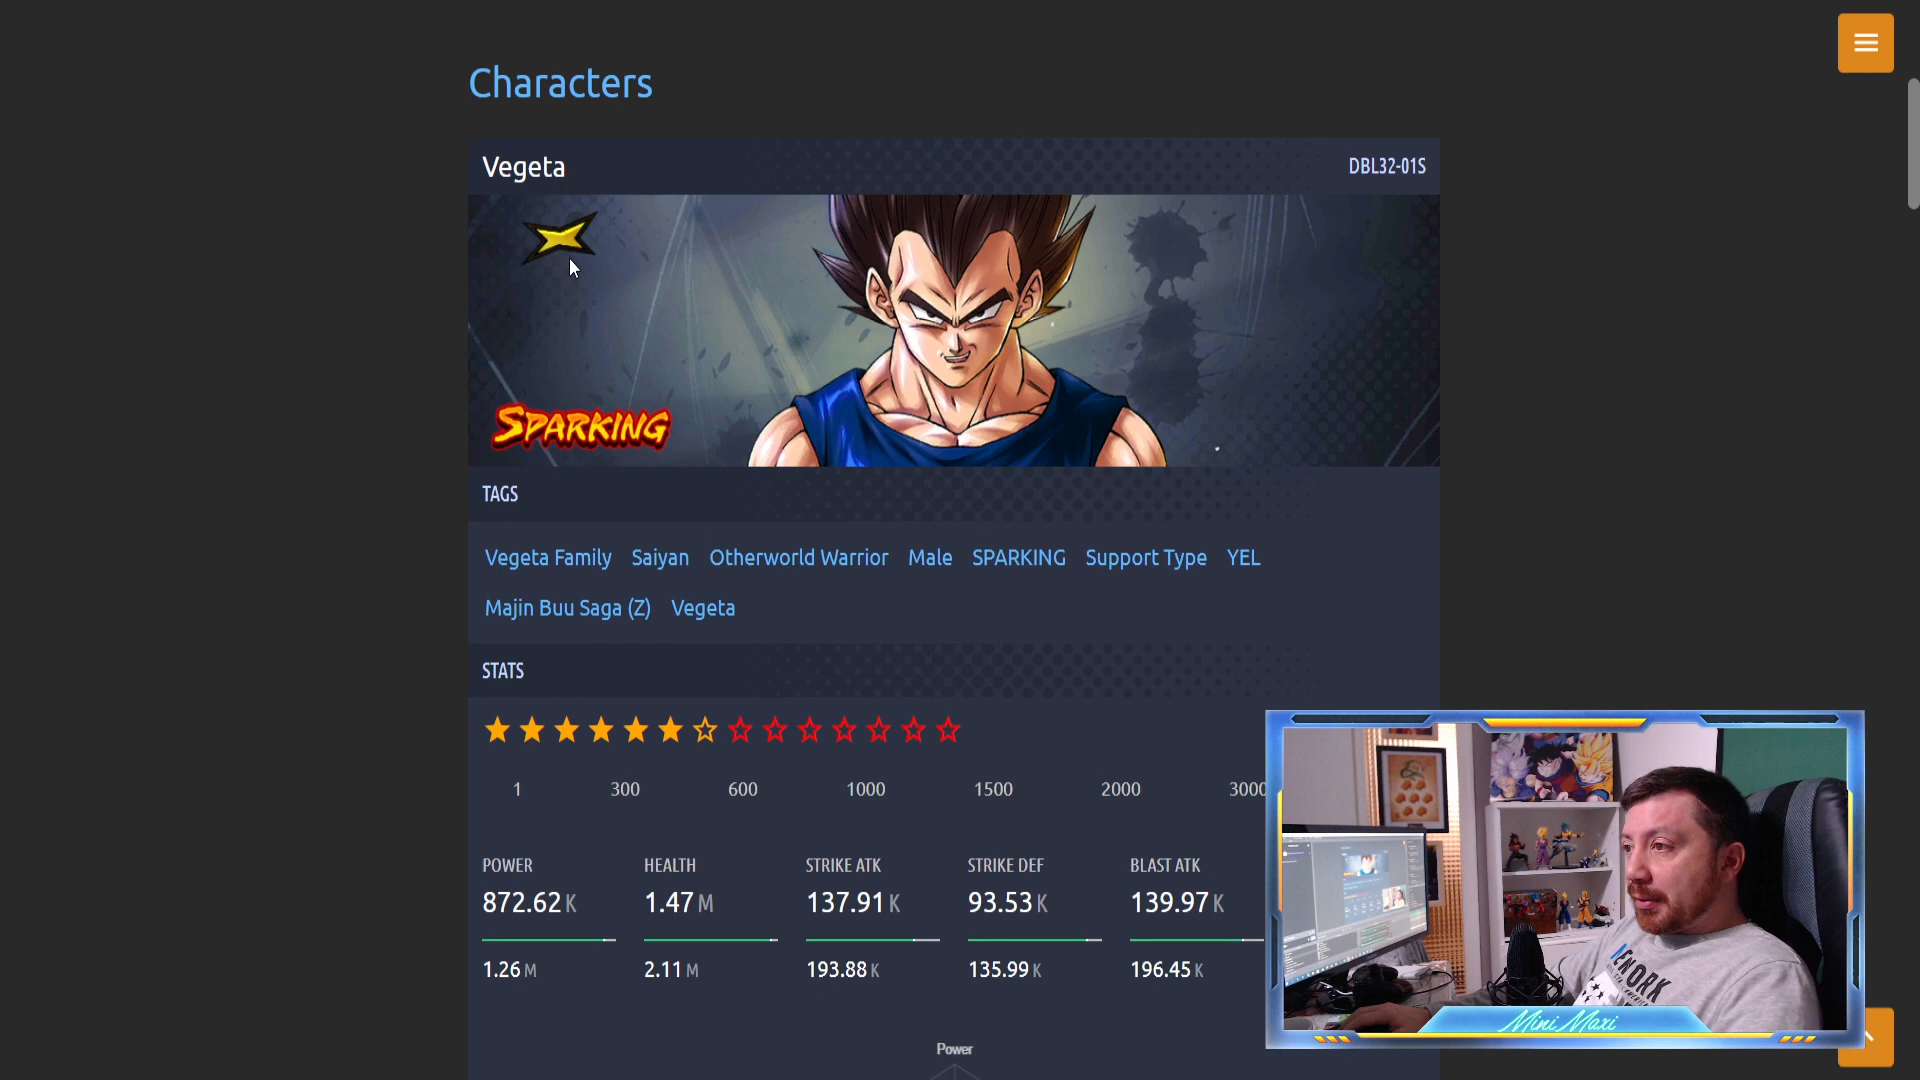 Characters
Vegeta DBL32-01S
SPARKING
TAGS
Vegeta Family Saiyan Otherworld Warrior Male SPARKING Support Type YEL
Majin Buu Saga (Z) Vegeta
STATS
1 300 600 1000 1500 2000 3000
POWER HEALTH STRIKE ATK STRIKE DEF BLAST ATK
872.62 K 1.47 M 137.91 K 93.53 K 139.97 K
1.26 M 2.11 M 193.88 K 135.99 K 196.45 K
Power
Mini Maxi